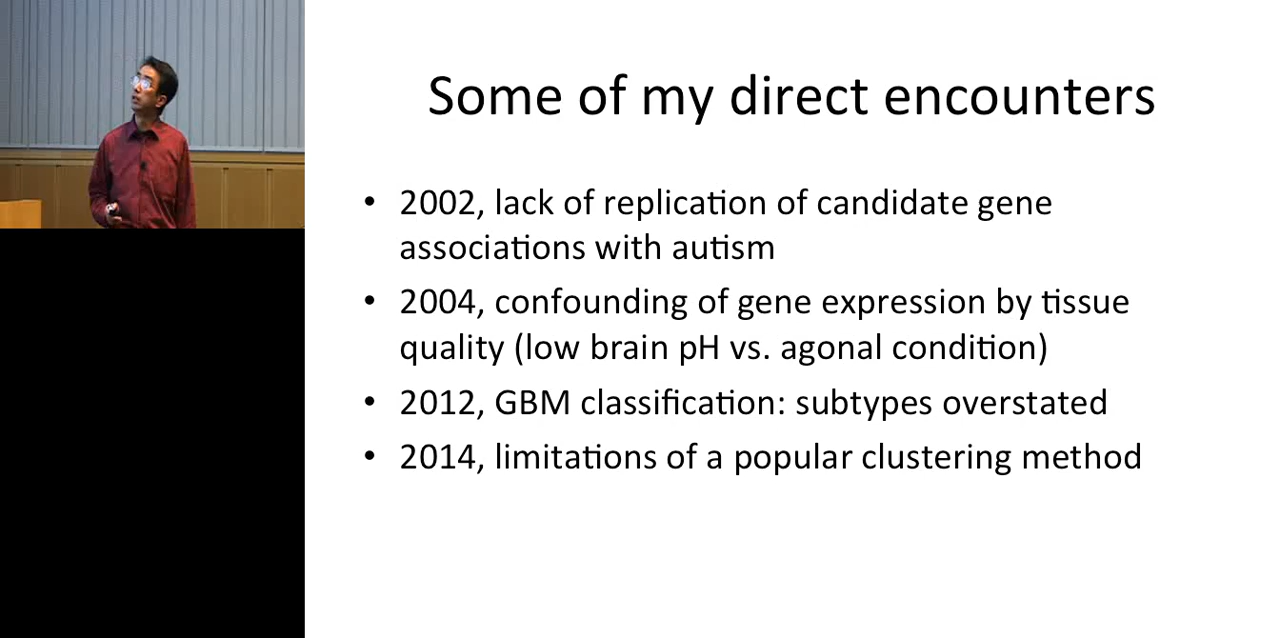 Some of my direct encounters
• 2002, lack of replication of candidate gene
associations with autism
• 2004, confounding of gene expression by tissue
quality (low brain pH vs. agonal condition)
• 2012, GBM classification: subtypes overstated
• 2014, limitations of a popular clustering method